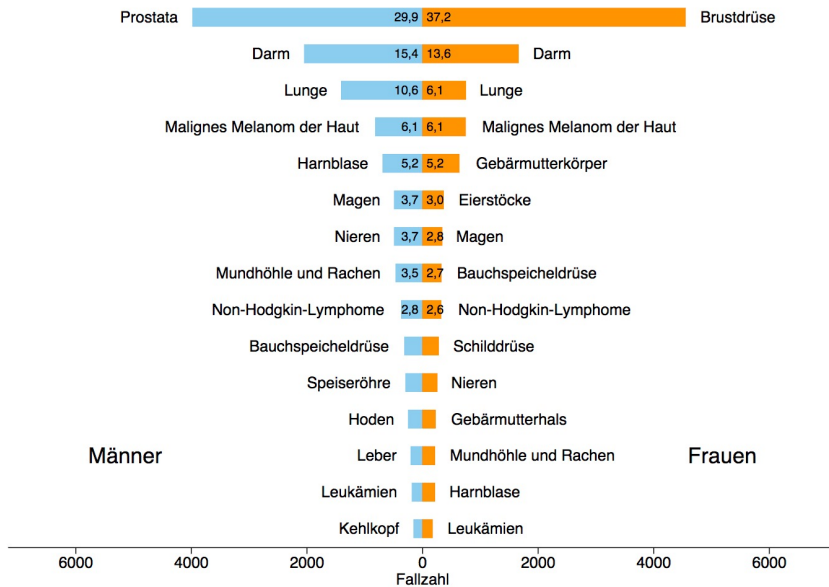 Prostata 29,9 37,2 Brustdrüse
Darm 15,4 13,6 Darm
Lunge 10,6 6,1 Lunge
Malignes Melanom der Haut 6,1 6,1 Malignes Melanom der Haut
Harnblase 5,2 5,2 Gebärmutterkörper
Magen 3,7 3,0 Eierstöcke
Nieren 3,7 2,8 Magen
Mundhöhle und Rachen 3,5 2,7 Bauchspeicheldrüse
Non-Hodgkin-Lymphome 2,8 2,6 Non-Hodgkin-Lymphome
Bauchspeicheldrüse Schilddrüse
Speiseröhre Nieren
Hoden Gebärmutterhals
Männer Leber Mundhöhle und Rachen Frauen
Leukämien Harnblase
Kehlkopf Leukämien
6000 4000 2000 0 2000 4000 6000
Fallzahl